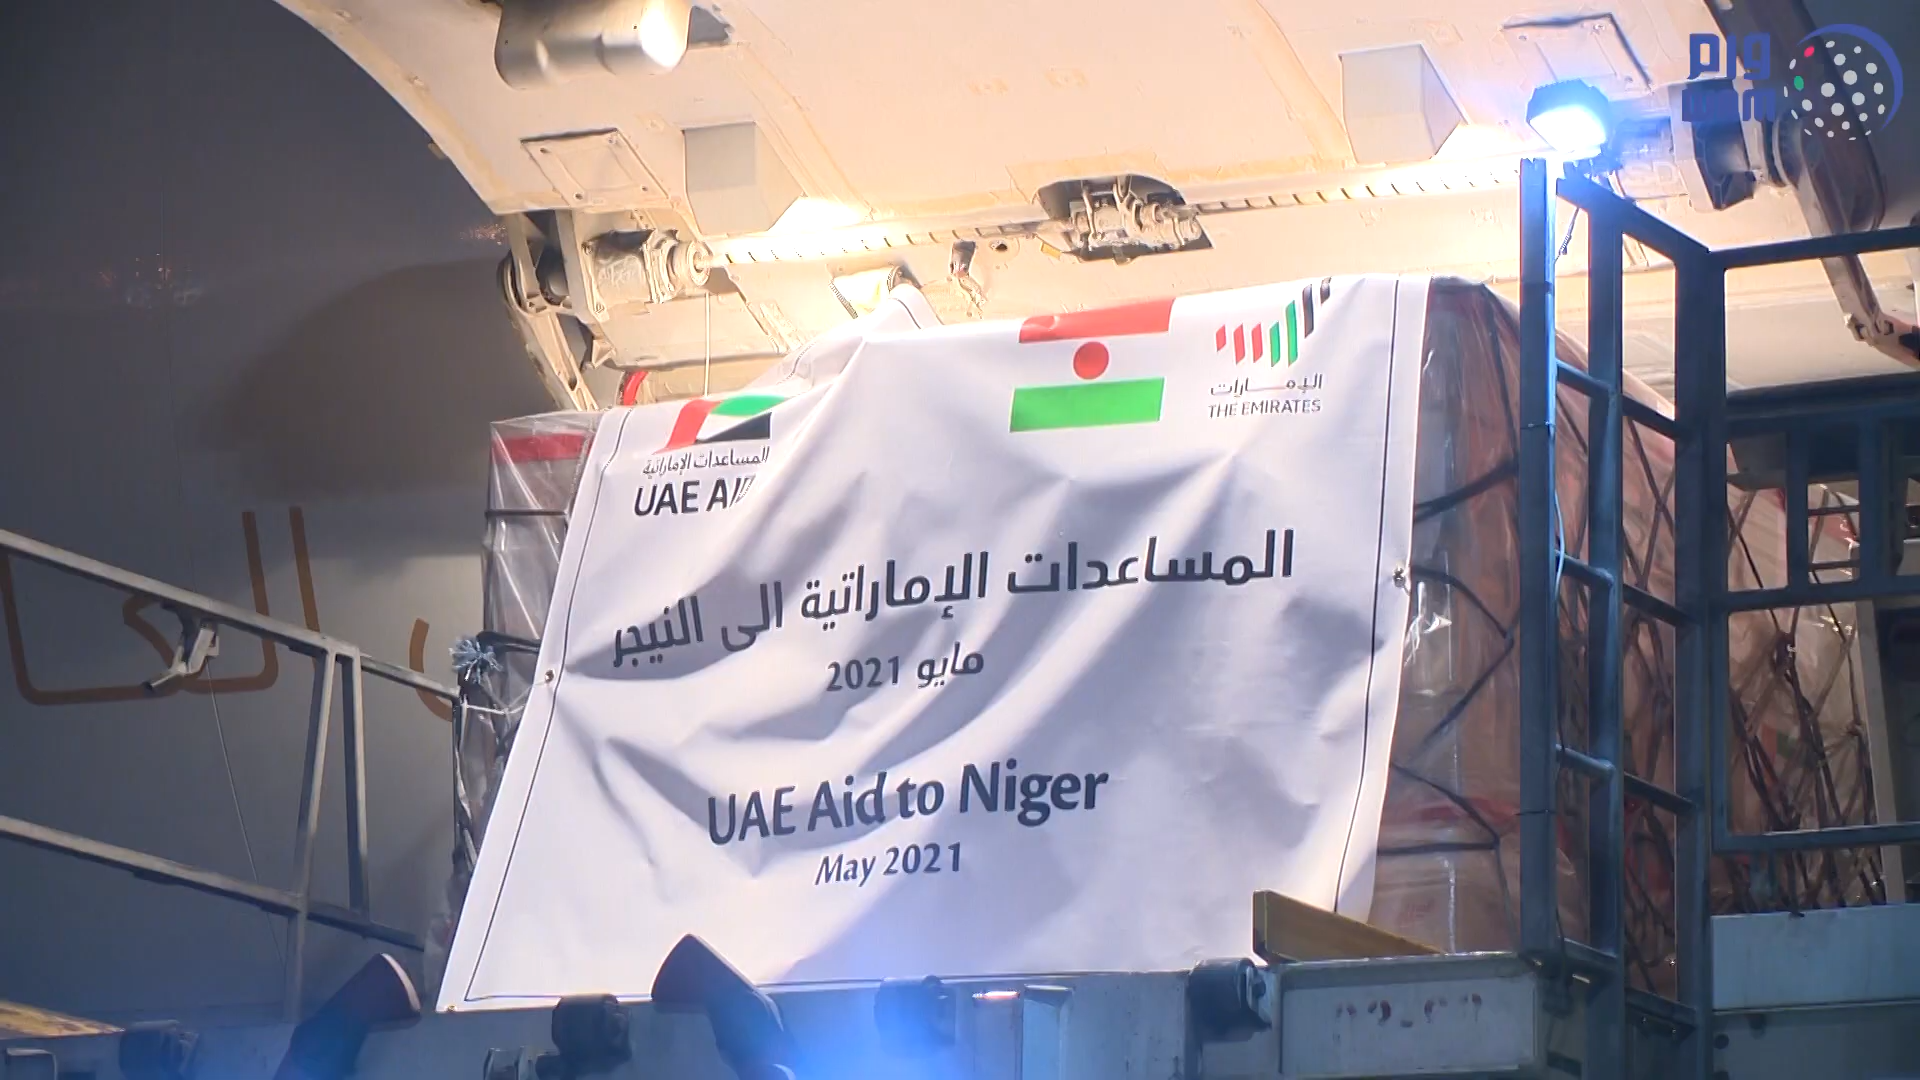 وام
WAM
المساعدات الإماراتية
UAE AI
الإمارات
THE EMIRATES
المساعدات الإماراتية الى النيجر
مايو 2021
UAE Aid to Niger
May 2021